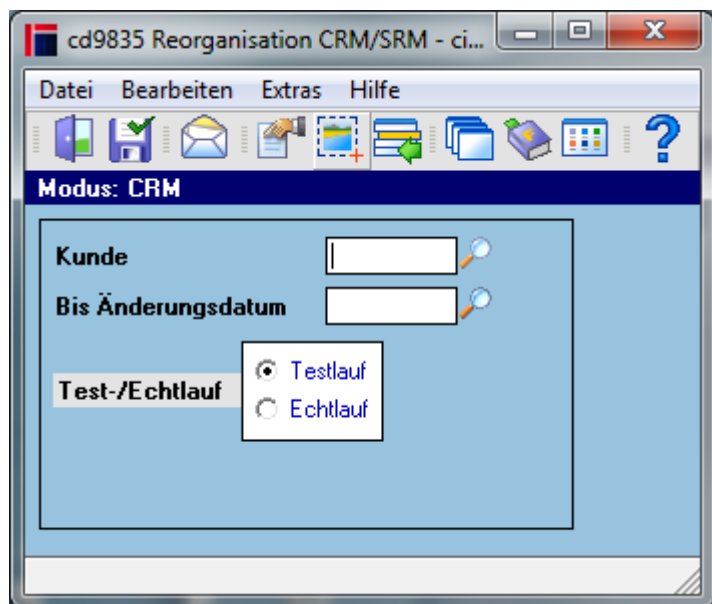 cd9835 Reorganisation CRM/SRM - ci...
Datei Bearbeiten Extras Hilfe
Modus: CRM
Kunde
Bis Änderungsdatum
Test-/Echtlauf
Testlauf
Echtlauf